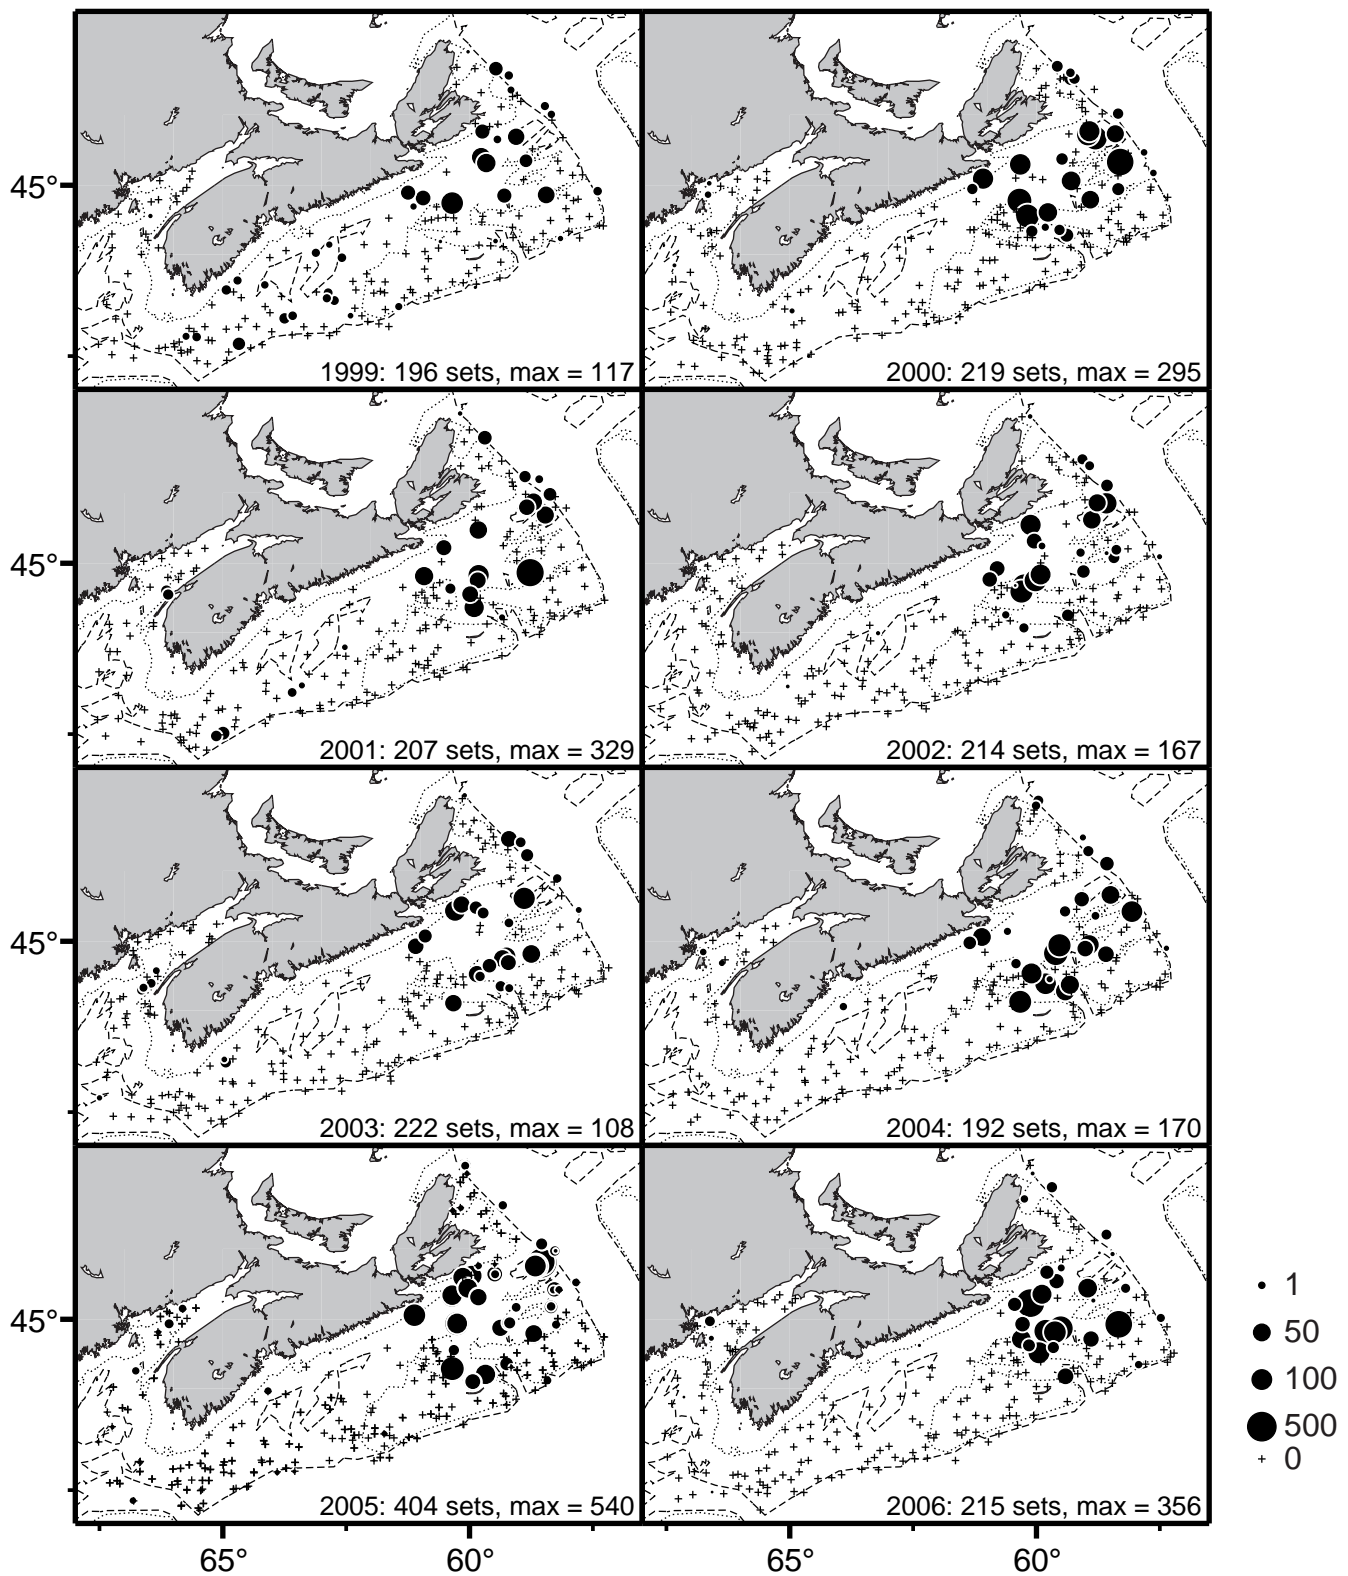 45°
1999: 196 sets, max = 117
2000: 219 sets, max = 295
45°
2001: 207 sets, max = 329
2002: 214 sets, max = 167
45°
2003: 222 sets, max = 108
2004: 192 sets, max = 170
45°
2005: 404 sets, max = 540
2006: 215 sets, max = 356
1
50
100
500
0
65°
60°
65°
60°